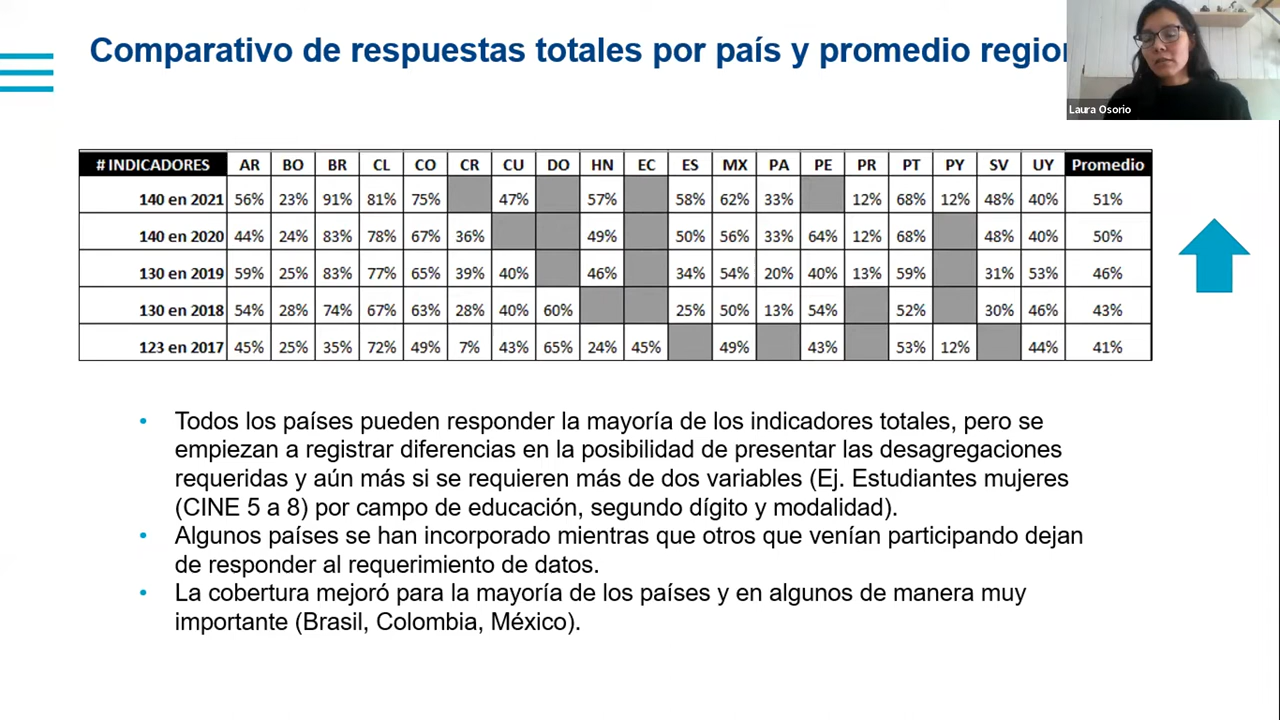 Comparativo de respuestas totales por país y promedio region
Laura Osorio
# INDICADORES AR BO BR CL CO CR CU DO HN EC ES MX PA PE PR PT PY SV UY Promedio
140 en 2021 56% 23% 91% 81% 75% 47% 57% 58% 62% 33% 12% 68% 12% 48% 40% 51%
140 en 2020 44% 24% 83% 78% 67% 36% 49% 50% 56% 33% 64% 12% 68% 48% 40% 50%
130 en 2019 59% 25% 83% 77% 65% 39% 40% 46% 34% 54% 20% 40% 13% 59% 31% 53% 46%
130 en 2018 54% 28% 74% 67% 63% 28% 40% 60% 25% 50% 13% 54% 52% 30% 46% 43%
123 en 2017 45% 25% 35% 72% 49% 7% 43% 65% 24% 45% 49% 43% 53% 12% 44% 41%
• Todos los países pueden responder la mayoría de los indicadores totales, pero se
empiezan a registrar diferencias en la posibilidad de presentar las desagregaciones
requeridas y aún más si se requieren más de dos variables (Ej. Estudiantes mujeres
(CINE 5 a 8) por campo de educación, segundo dígito y modalidad).
• Algunos países se han incorporado mientras que otros que venían participando dejan
de responder al requerimiento de datos.
• La cobertura mejoró para la mayoría de los países y en algunos de manera muy
importante (Brasil, Colombia, México).